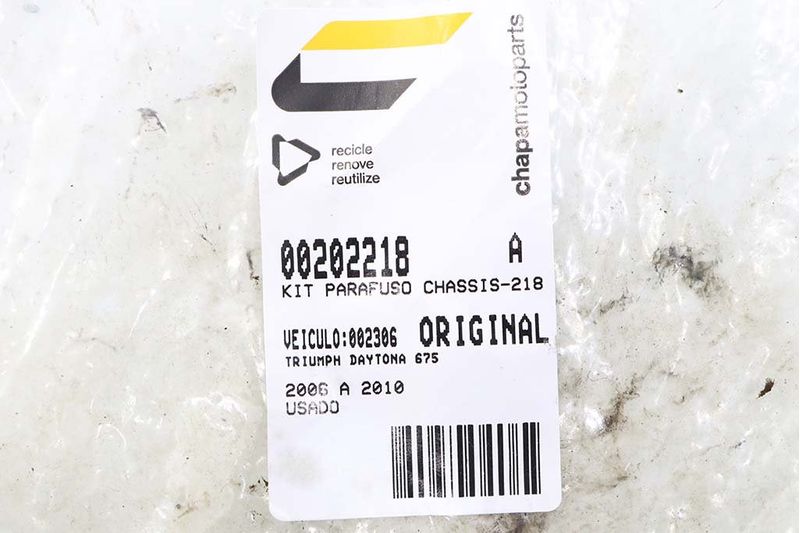 chapamotoparts
recicle
renove
reutilize
00202218 A
KIT PARAFUSO CHASSIS-218
VEICULO:002306 ORIGINAL
TRIUMPH DAYTONA 675
2006 A 2010
USADO